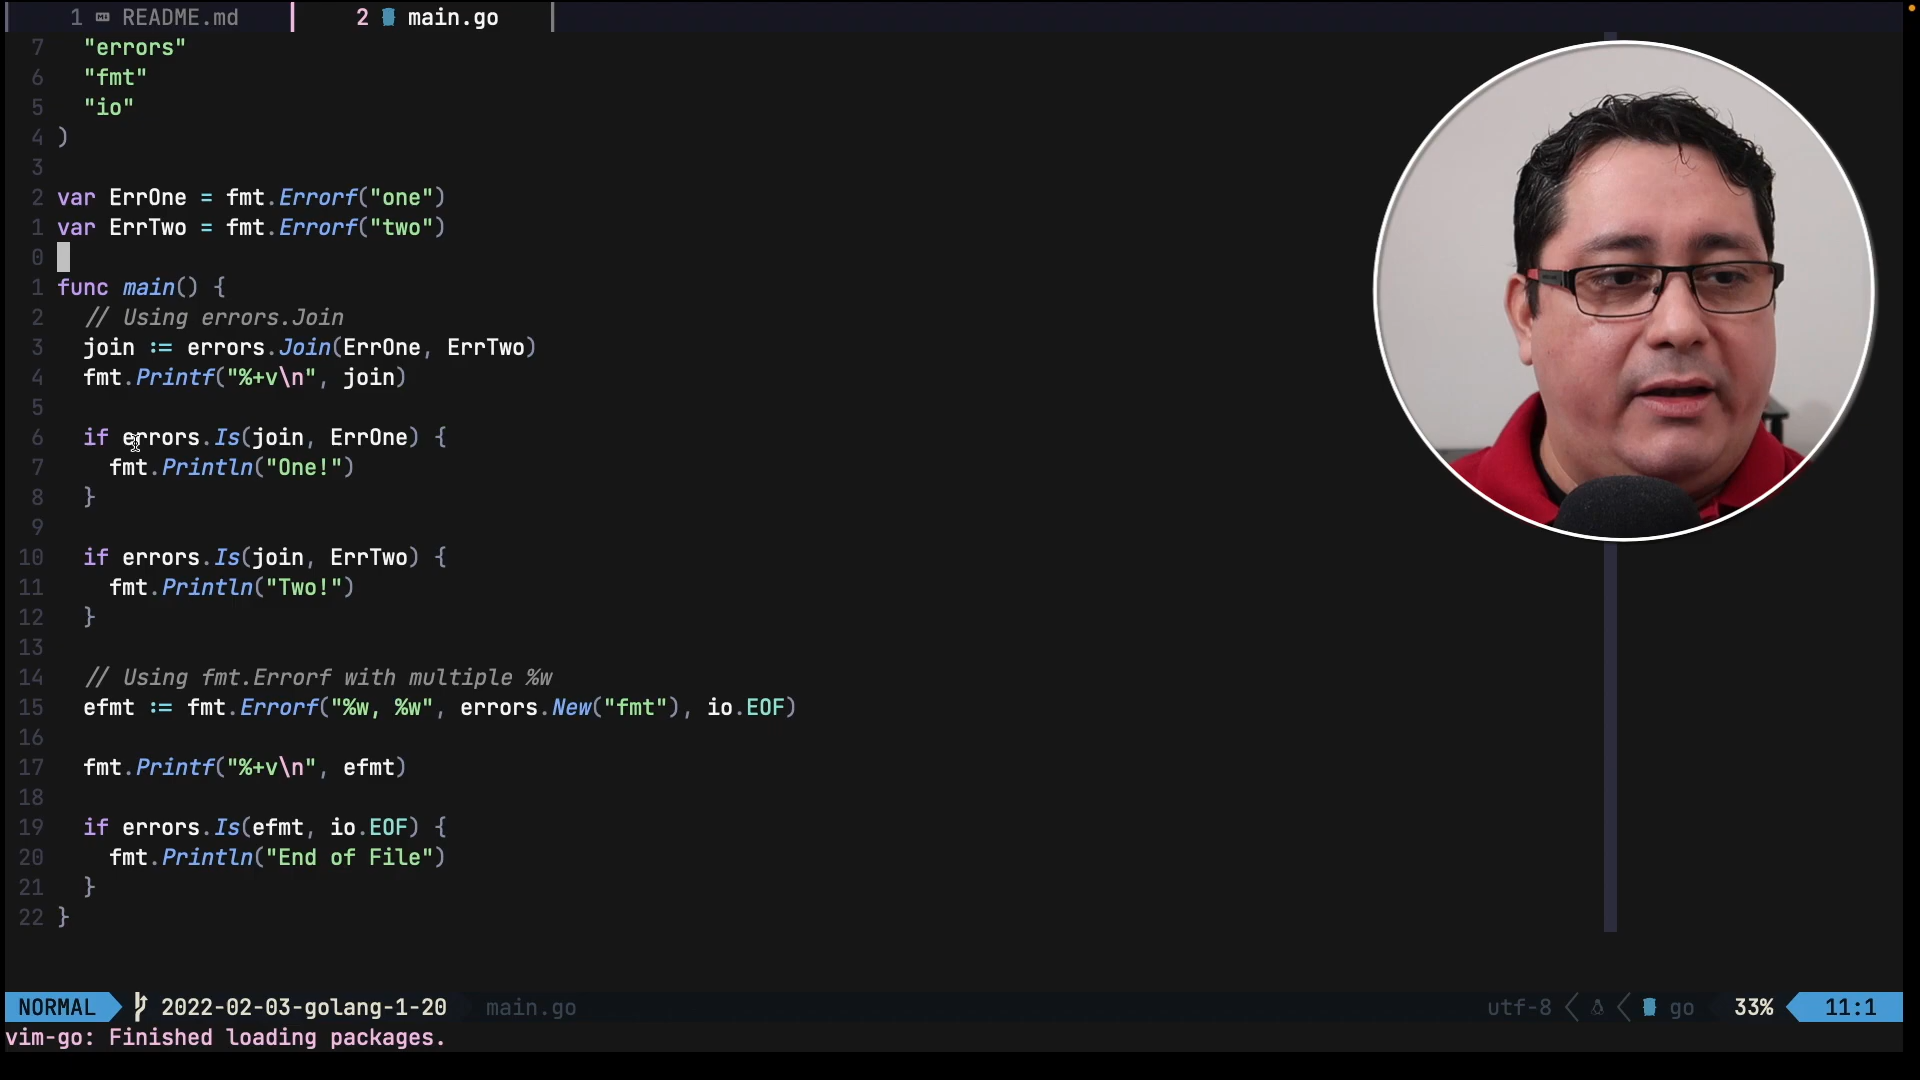 1 README.md 2 main.go
7 "errors"
6 "fmt"
5 "io"
4 )
3
2 var ErrOne = fmt.Errorf("one")
1 var ErrTwo = fmt.Errorf("two")
0
1 func main() {
2 // Using errors.Join
3 join := errors.Join(ErrOne, ErrTwo)
4 fmt.Printf("%+v\n", join)
5
6 if errors.Is(join, ErrOne) {
7 fmt.Println("One!")
8 }
9
10 if errors.Is(join, ErrTwo) {
11 fmt.Println("Two!")
12 }
13
14 // Using fmt.Errorf with multiple %w
15 efmt := fmt.Errorf("%w, %w", errors.New("fmt"), io.EOF)
16
17 fmt.Printf("%+v\n", efmt)
18
19 if errors.Is(efmt, io.EOF) {
20 fmt.Println("End of File")
21 }
22 }
NORMAL 2022-02-03-golang-1-20 main.go utf-8 go 33% 11:1
vim-go: Finished loading packages.